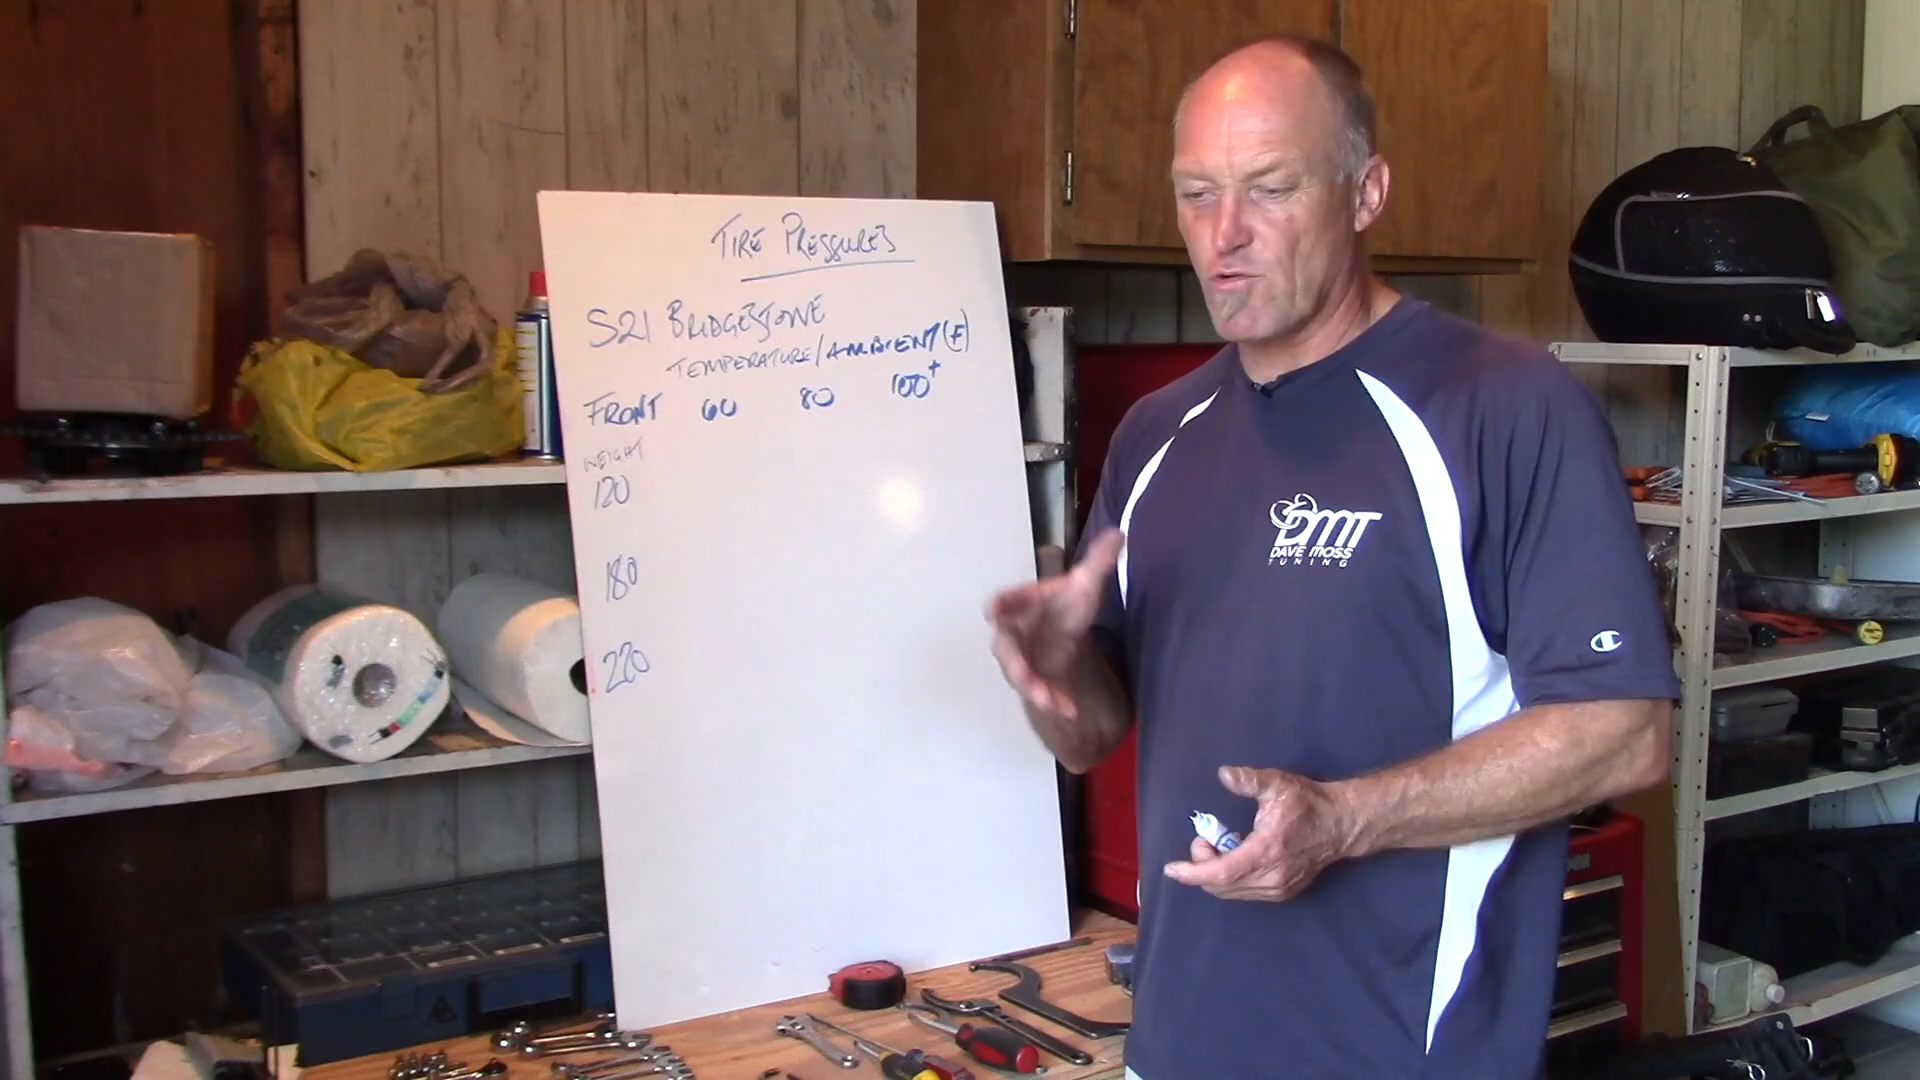 TIRE PRESSURES
S21 BRIDGESTONE
TEMPERATURE/AMBIENT (F)
FRONT 60 80 100+
WEIGHT
120
180
220
DMT
DAVE MOSS
TUNING